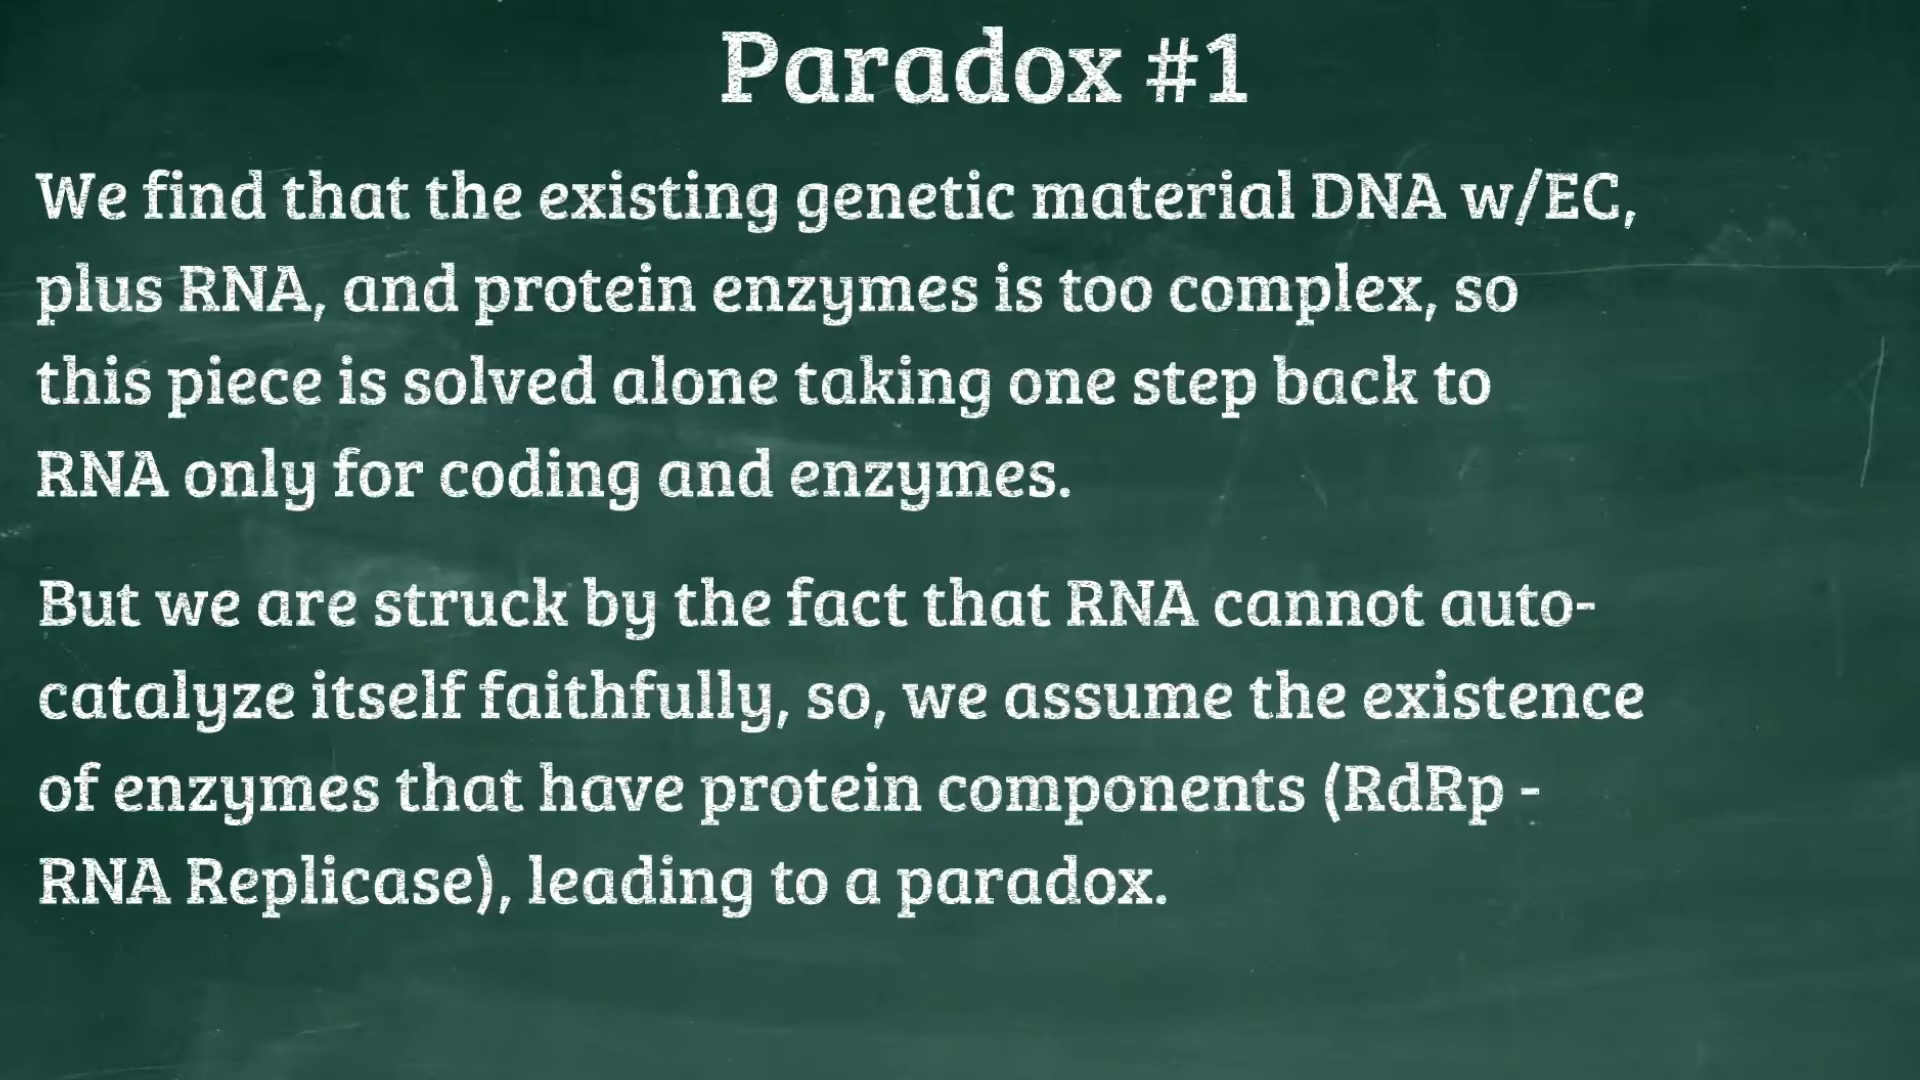 Paradox #1
We find that the existing genetic material DNA w/EC,
plus RNA, and protein enzymes is too complex, so
this piece is solved alone taking one step back to
RNA only for coding and enzymes.
But we are struck by the fact that RNA cannot auto-
catalyze itself faithfully, so, we assume the existence
of enzymes that have protein components (RdRp -
RNA Replicase), leading to a paradox.